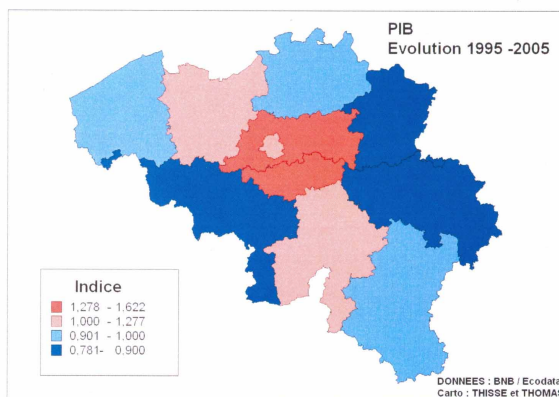 PIB
Evolution 1995 -2005
Indice
1,278 - 1,622
1.000 - 1,277
0,901 - 1.000
0,781- 0,900
DONNEES : BNB / Ecodata
Carto : THISSE et THOMAS